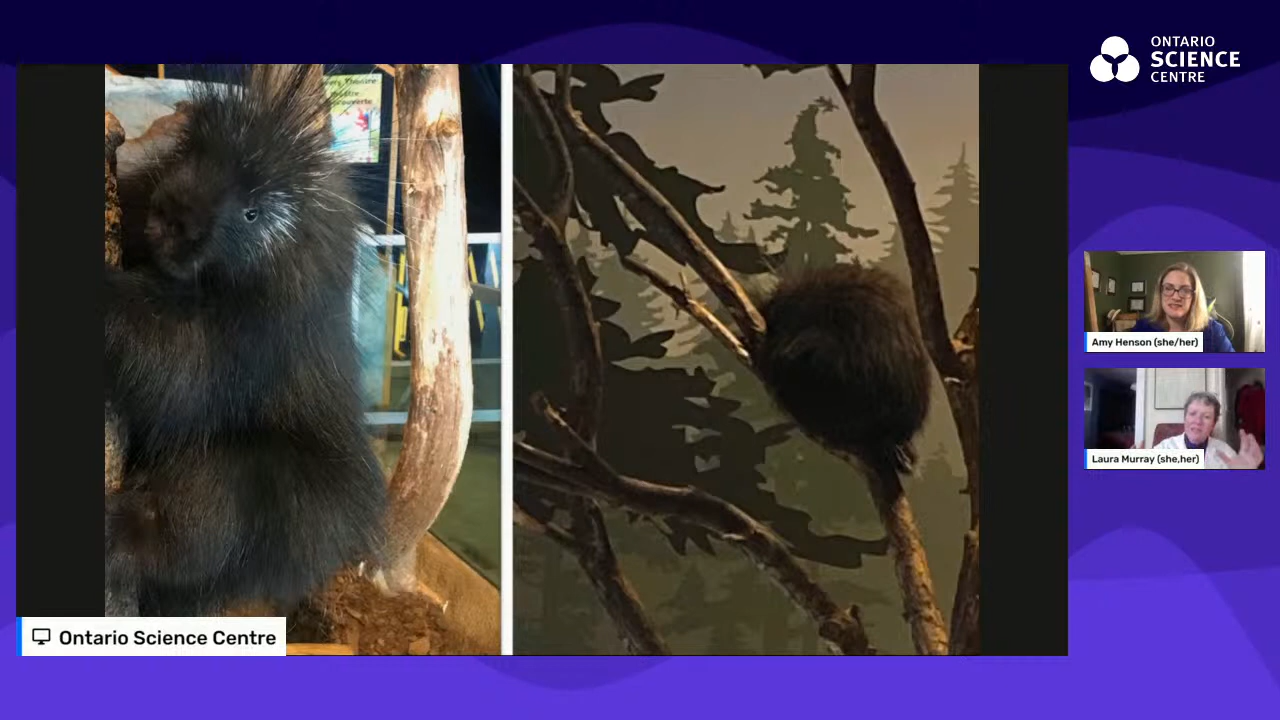 ONTARIO
SCIENCE
CENTRE
Amy Henson (she/her)
Laura Murray (she,her)
Ontario Science Centre